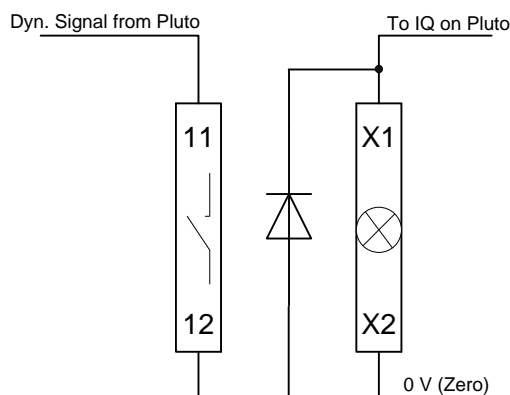 Dyn. Signal from Pluto
To IQ on Pluto
11
X1
12
X2
0 V (Zero)